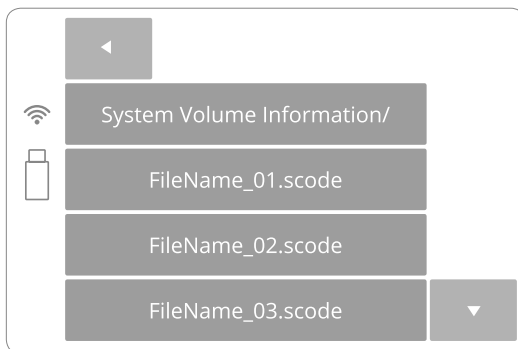 System Volume Information/
FileName_01.scode
FileName_02.scode
FileName_03.scode